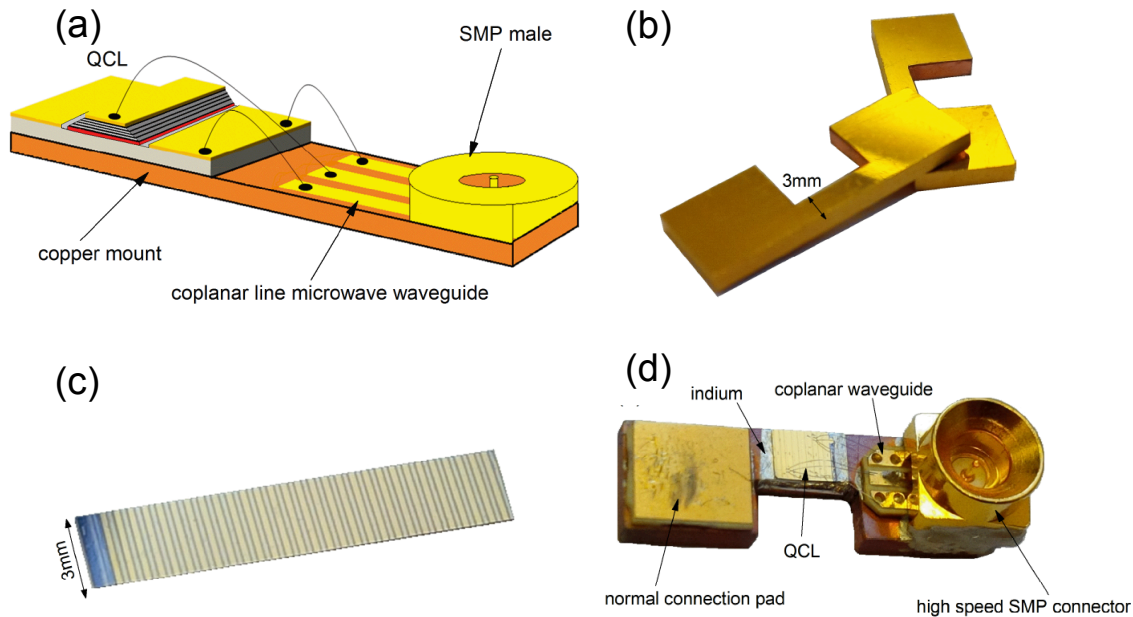 (a)
QCL
SMP male
copper mount
coplanar line microwave waveguide
(b)
3mm
(c)
3mm
(d)
indium
coplanar waveguide
QCL
normal connection pad
high speed SMP connector